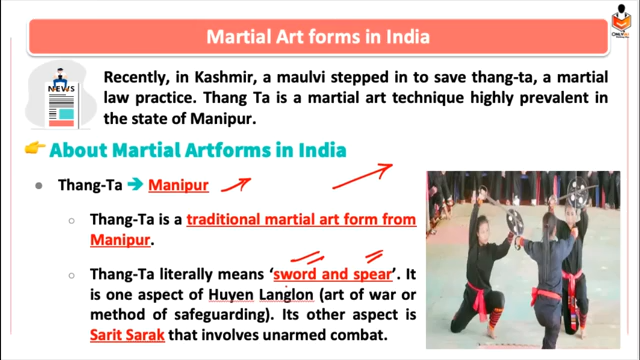 Martial Art forms in India
NEWS
Recently, in Kashmir, a maulvi stepped in to save thang-ta, a martial
law practice. Thang Ta is a martial art technique highly prevalent in
the state of Manipur.
About Martial Artforms in India
Thang-Ta → Manipur
Thang-Ta is a traditional martial art form from
Manipur.
Thang-Ta literally means ‘sword and spear’. It
is one aspect of Huyen Langlon (art of war or
method of safeguarding). Its other aspect is
Sarit Sarak that involves unarmed combat.